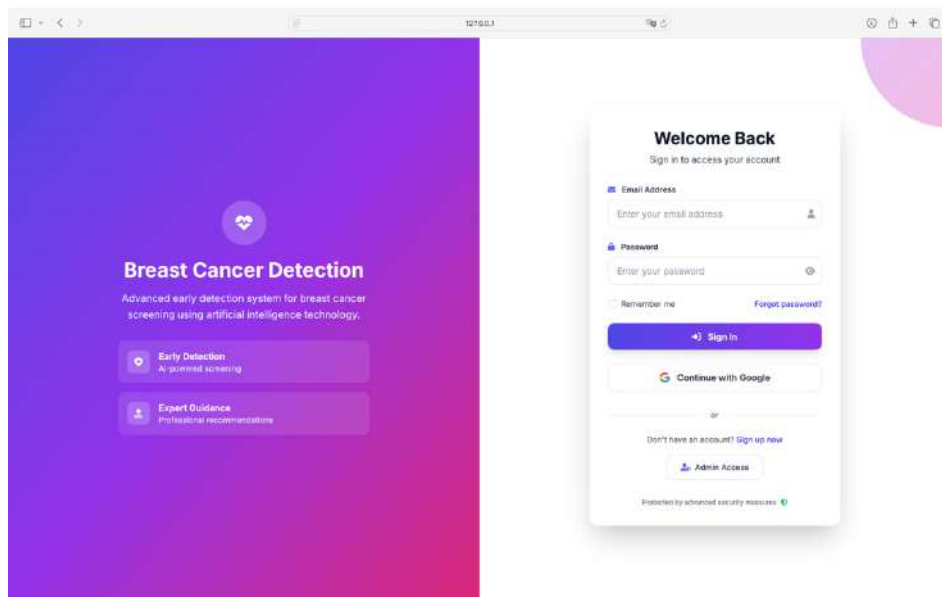 127.0.0.1
Breast Cancer Detection
Advanced early detection system for breast cancer
screening using artificial intelligence technology.
Early Detection
AI-powered screening
Expert Guidance
Professional recommendations
Welcome Back
Sign in to access your account
Email Address
Enter your email address
Password
Enter your password
Remember me
Forgot password?
Sign In
Continue with Google
or
Don't have an account? Sign up now
Admin Access
Protected by advanced security measures